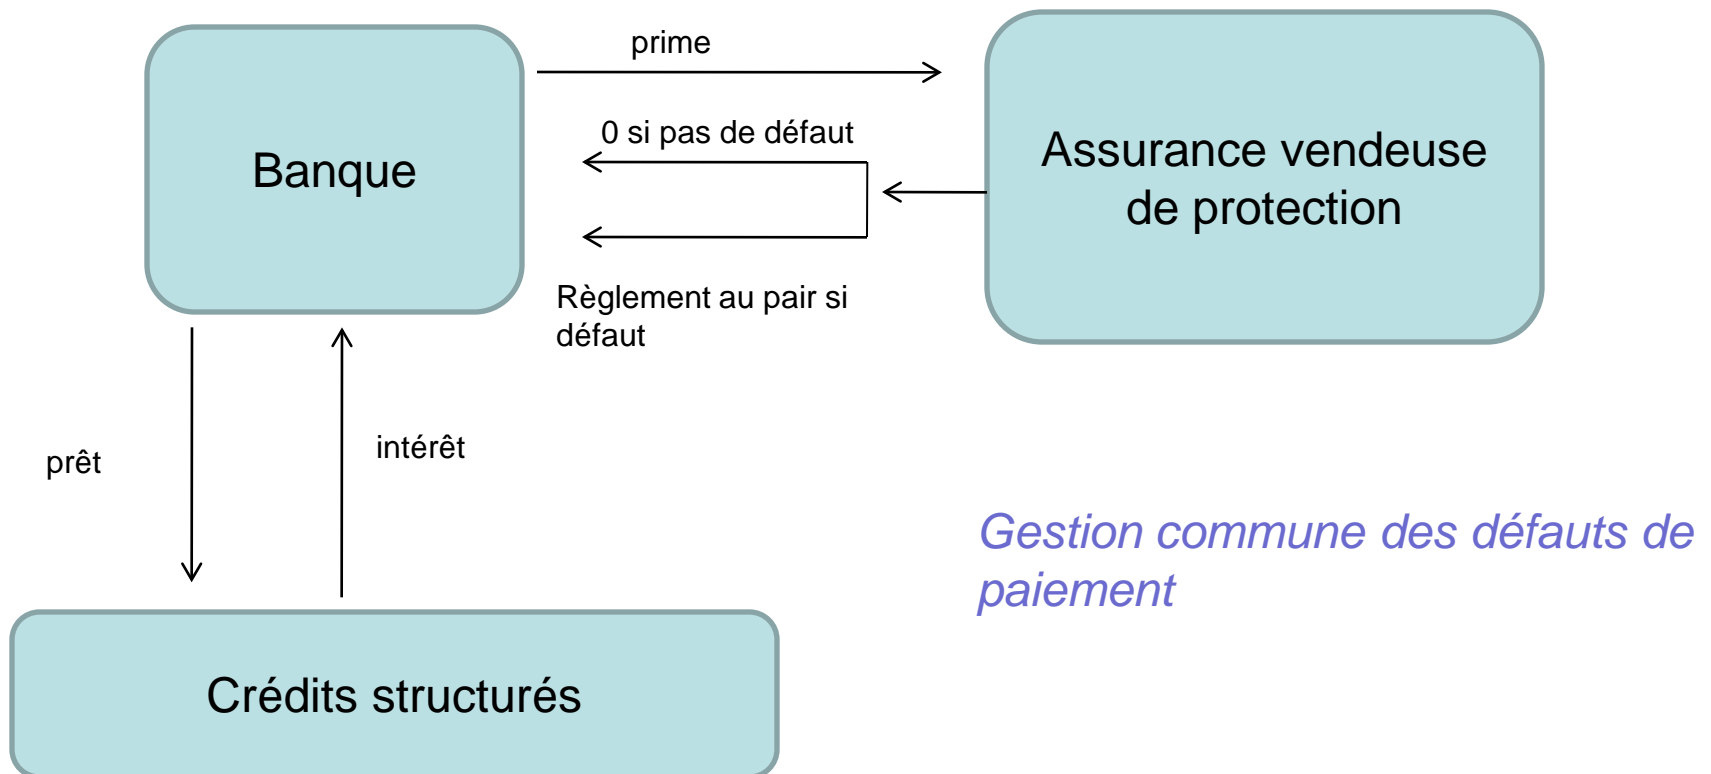 prime
0 si pas de défaut
Banque
Assurance vendeuse
de protection
Règlement au pair si
défaut
prêt
intérêt
Gestion commune des défauts de
paiement
Crédits structurés